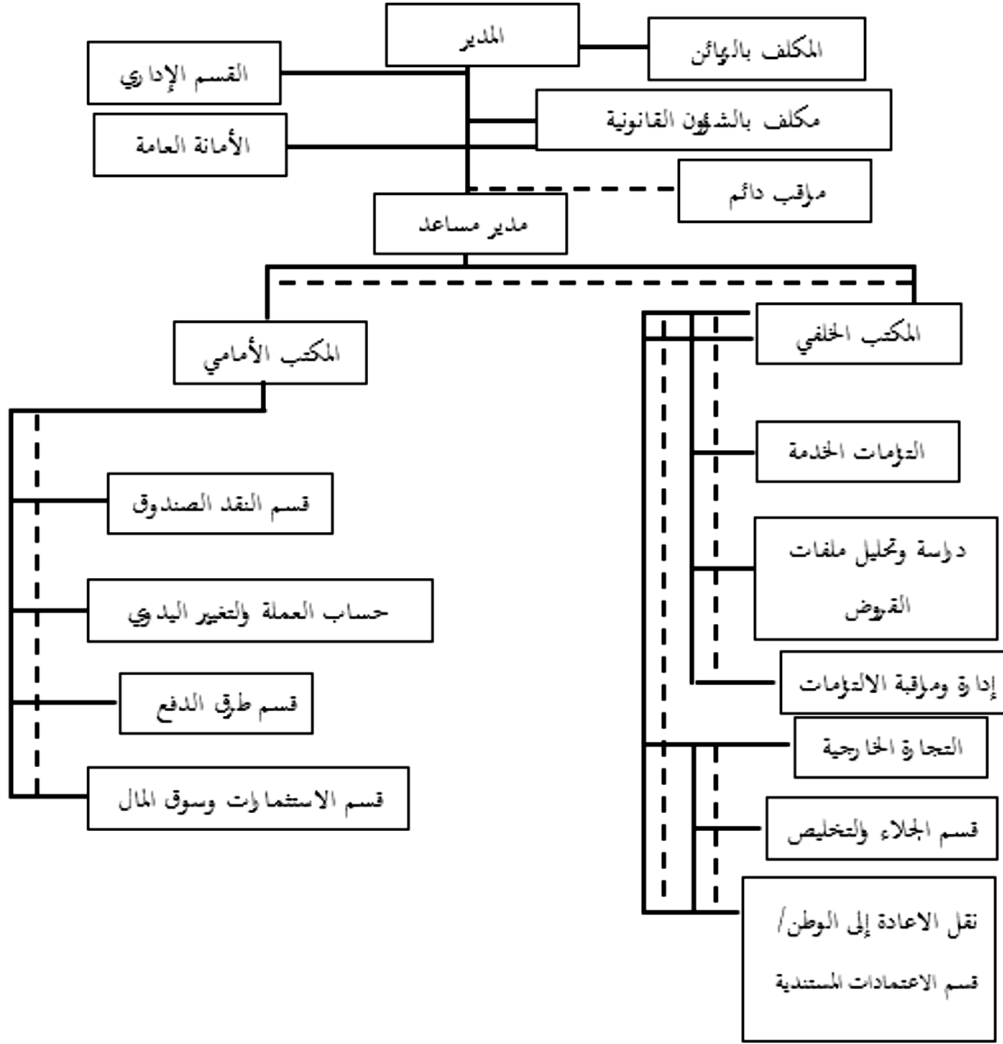 المدير
المكلف بالزبائن
القسم الإداري
مكلف بالشؤون القانونية
الأمانة العامة
مراقب دائم
مدير مساعد
المكتب الخلفي
المكتب الأمامي
التزامات الخدمة
قسم النقد الصندوق
دراسة وتحليل ملفات
القروض
حساب العملة والتغيير اليدوي
إدارة ومراقبة الالتزامات
قسم طرق الدفع
التجارة الخارجية
قسم الاستثمارات وسوق المال
قسم الجلاء والتخليص
نقل الاعادة إلى الوطن/
قسم الاعتمادات المستندية